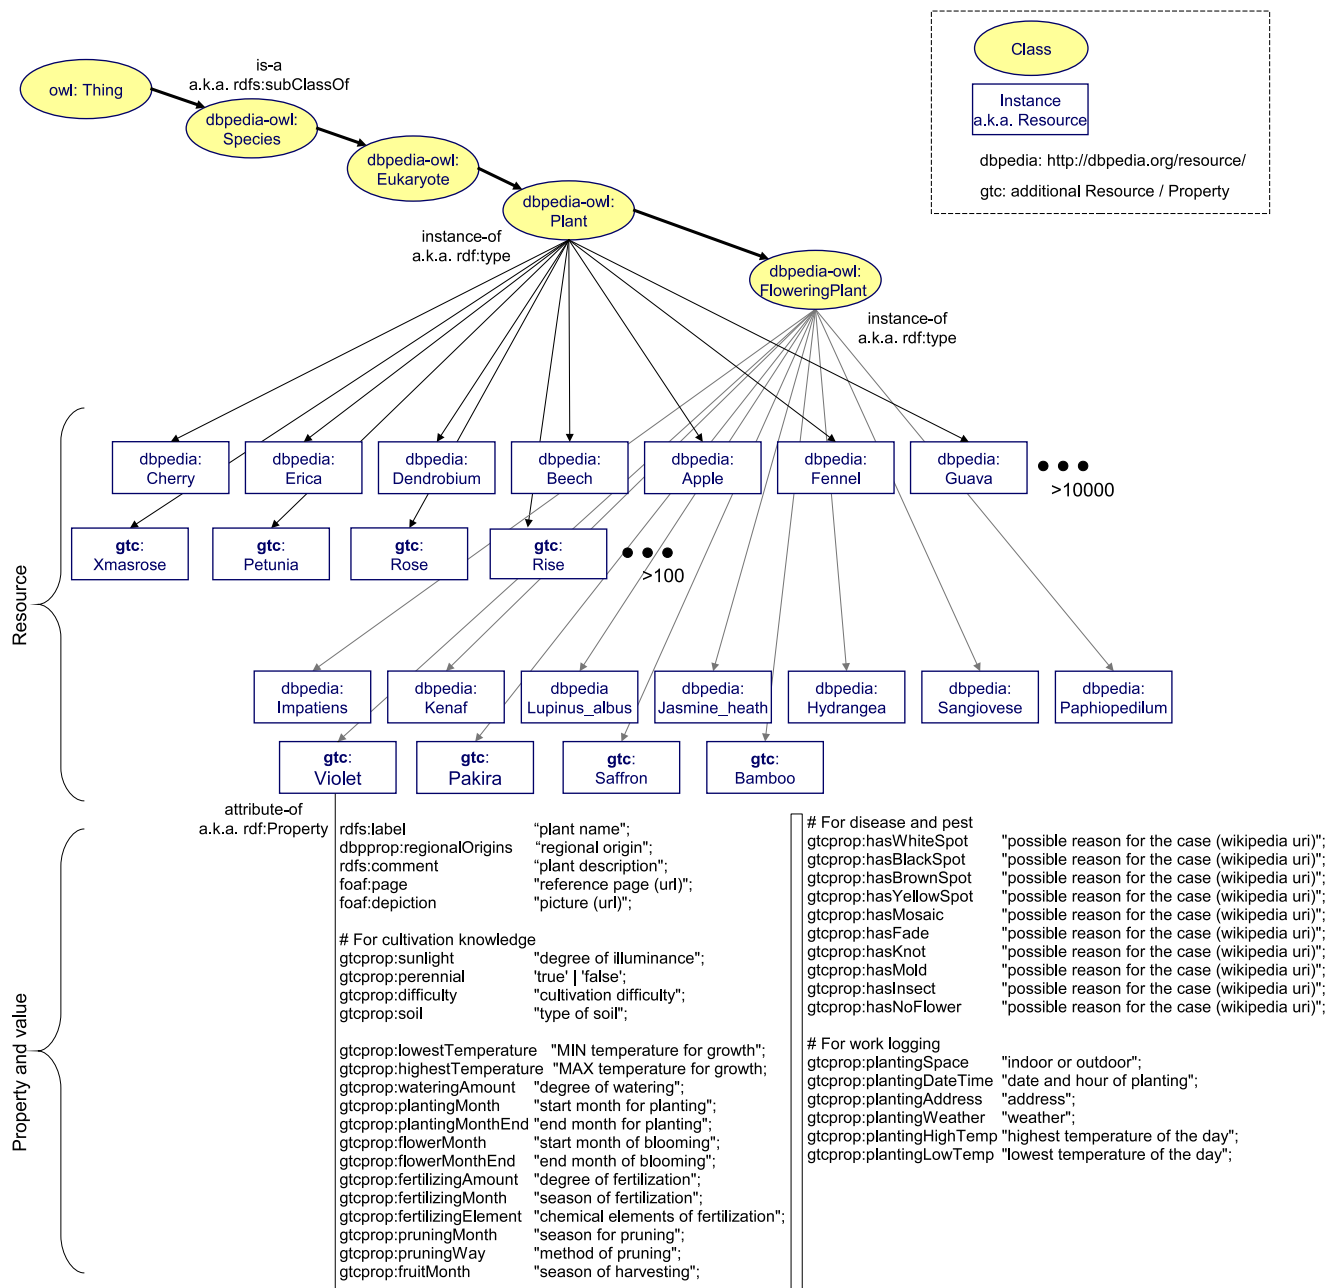 Class
Instance
a.k.a. Resource
dbpedia: http://dbpedia.org/resource/
gtc: additional Resource / Property
is-a
a.k.a. rdfs:subClassOf
owl: Thing
dbpedia-owl:
Species
dbpedia-owl:
Eukaryote
dbpedia-owl:
Plant
instance-of
a.k.a. rdf:type
dbpedia-owl:
FloweringPlant
instance-of
a.k.a. rdf:type
Resource
dbpedia:
Cherry
dbpedia:
Erica
dbpedia:
Dendrobium
dbpedia:
Beech
dbpedia:
Apple
dbpedia:
Fennel
dbpedia:
Guava
>10000
gtc:
Xmasrose
gtc:
Petunia
gtc:
Rose
gtc:
Rise
>100
dbpedia:
Impatiens
dbpedia:
Kenaf
dbpedia
Lupinus_albus
dbpedia:
Jasmine_heath
dbpedia:
Hydrangea
dbpedia:
Sangiovese
dbpedia:
Paphiopedilum
gtc:
Violet
gtc:
Pakira
gtc:
Saffron
gtc:
Bamboo
attribute-of
a.k.a. rdf:Property
Property and value
rdfs:label "plant name";
dbpprop:regionalOrigins "regional origin";
rdfs:comment "plant description";
foaf:page "reference page (url)";
foaf:depiction "picture (url)";
# For cultivation knowledge
gtcprop:sunlight "degree of illuminance";
gtcprop:perennial 'true' | 'false';
gtcprop:difficulty "cultivation difficulty";
gtcprop:soil "type of soil";
gtcprop:lowestTemperature "MIN temperature for growth";
gtcprop:highestTemperature "MAX temperature for growth;
gtcprop:wateringAmount "degree of watering";
gtcprop:plantingMonth "start month for planting";
gtcprop:plantingMonthEnd "end month for planting";
gtcprop:flowerMonth "start month of blooming";
gtcprop:flowerMonthEnd "end month of blooming";
gtcprop:fertilizingAmount "degree of fertilization";
gtcprop:fertilizingMonth "season of fertilization";
gtcprop:fertilizingElement "chemical elements of fertilization";
gtcprop:pruningMonth "season for pruning";
gtcprop:pruningWay "method of pruning";
gtcprop:fruitMonth "season of harvesting";
# For disease and pest
gtcprop:hasWhiteSpot "possible reason for the case (wikipedia uri)";
gtcprop:hasBlackSpot "possible reason for the case (wikipedia uri)";
gtcprop:hasBrownSpot "possible reason for the case (wikipedia uri)";
gtcprop:hasYellowSpot "possible reason for the case (wikipedia uri)";
gtcprop:hasMosaic "possible reason for the case (wikipedia uri)";
gtcprop:hasFade "possible reason for the case (wikipedia uri)";
gtcprop:hasKnot "possible reason for the case (wikipedia uri)";
gtcprop:hasMold "possible reason for the case (wikipedia uri)";
gtcprop:hasInsect "possible reason for the case (wikipedia uri)";
gtcprop:hasNoFlower "possible reason for the case (wikipedia uri)";
# For work logging
gtcprop:plantingSpace "indoor or outdoor";
gtcprop:plantingDateTime "date and hour of planting";
gtcprop:plantingAddress "address";
gtcprop:plantingWeather "weather";
gtcprop:plantingHighTemp "highest temperature of the day";
gtcprop:plantingLowTemp "lowest temperature of the day";